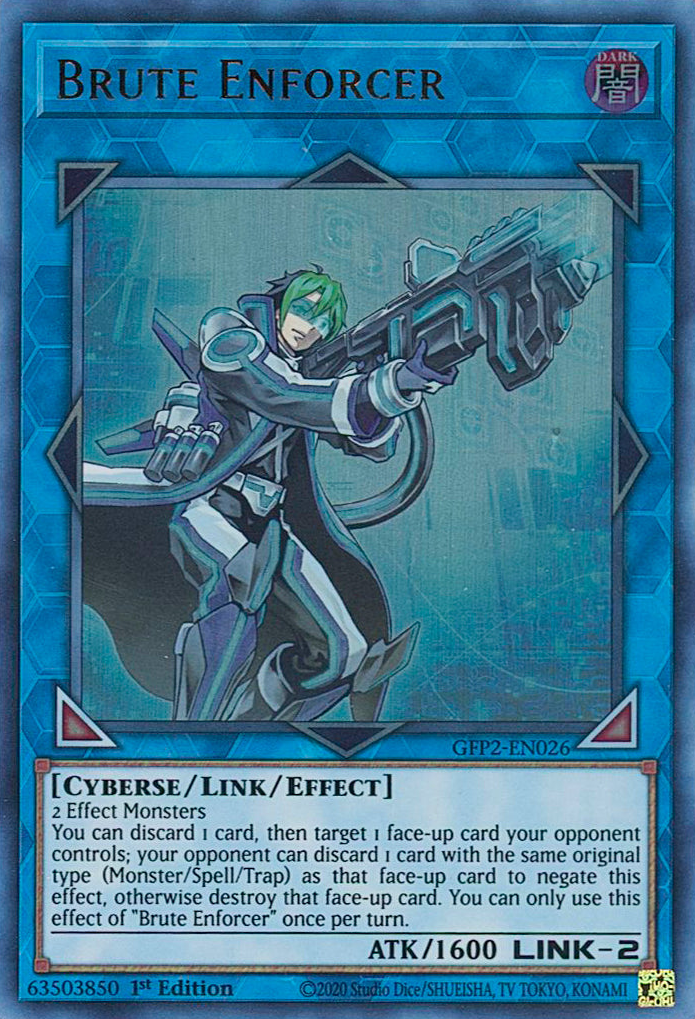 BRUTE ENFORCER
DARK
闇
GFP2-EN026
[CYBERSE/LINK/EFFECT]
2 Effect Monsters
You can discard 1 card, then target 1 face-up card your opponent
controls; your opponent can discard 1 card with the same original
type (Monster/Spell/Trap) as that face-up card to negate this
effect, otherwise destroy that face-up card. You can only use this
effect of "Brute Enforcer" once per turn.
ATK/1600 LINK-2
63503850 1st Edition ©2020 Studio Dice/SHUEISHA, TV TOKYO, KONAMI